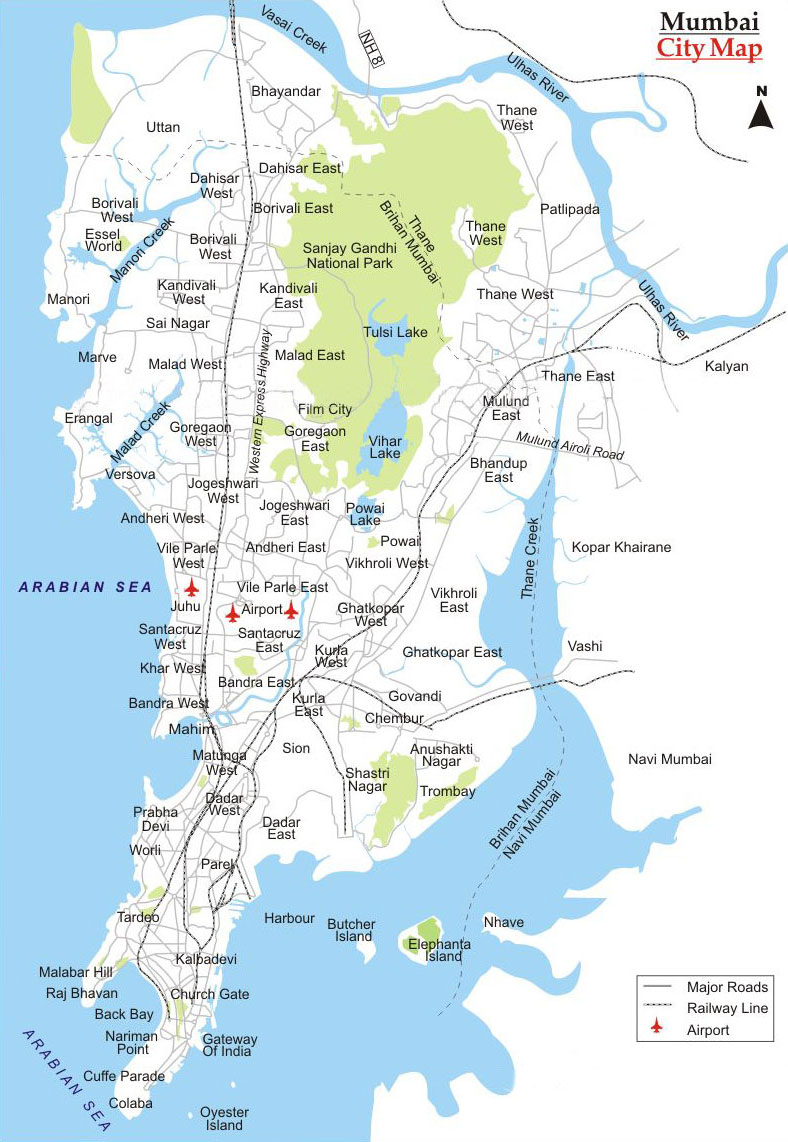 Mumbai
City Map
N
Vasai Creek
NH 8
Ulhas River
Bhayandar
Thane
West
Uttan
Dahisar East
Dahisar
West
Borivali
West
Borivali East
Patlipada
Essel
World
Manori Creek
Borivali
West
Sanjay Gandhi
National Park
Thane
Brihan Mumbai
Thane
West
Kandivali
West
Kandivali
East
Thane West
Manori
Ulhas River
Sai Nagar
Tulsi Lake
Marve
Malad West
Western Express Highway
Malad East
Kalyan
Thane East
Erangal
Malad Creek
Film City
Mulund
East
Goregaon
West
Goregaon
East
Vihar
Lake
Mulund Airoli Road
Versova
Bhandup
East
Jogeshwari
West
Jogeshwari
East
Powai
Lake
Andheri West
Thane Creek
Vile Parle
West
Andheri East
Powai
Kopar Khairane
Vikhroli West
ARABIAN SEA
Vile Parle East
Vikhroli
East
Juhu
Airport
Ghatkopar
West
Santacruz
West
Santacruz
East
Kurla
West
Ghatkopar East
Vashi
Khar West
Bandra East
Bandra West
Kurla
East
Govandi
Chembur
Mahim
Sion
Anushakti
Nagar
Matunga
West
Navi Mumbai
Shastri
Nagar
Trombay
Dadar
West
Brihan Mumbai
Navi Mumbai
Prabha
Devi
Dadar
East
Worli
Parel
Tardeo
Harbour
Butcher
Island
Elephanta
Island
Nhave
Kalpadevi
Malabar Hill
Raj Bhavan
Church Gate
Back Bay
Nariman
Point
Gateway
Of India
ARABIAN SEA
Cuffe Parade
Colaba
Oyester
Island
Major Roads
Railway Line
Airport